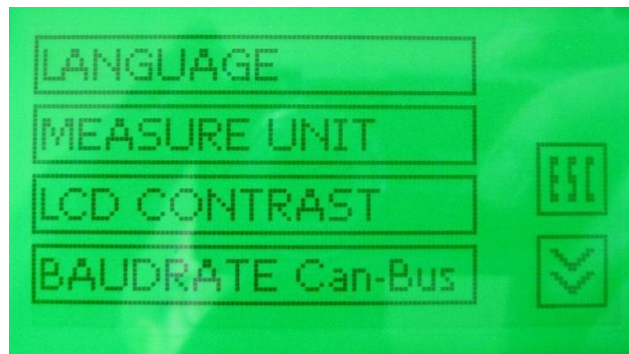 LANGUAGE
MEASURE UNIT
LCD CONTRAST
ESC
BAUDRATE Can-Bus